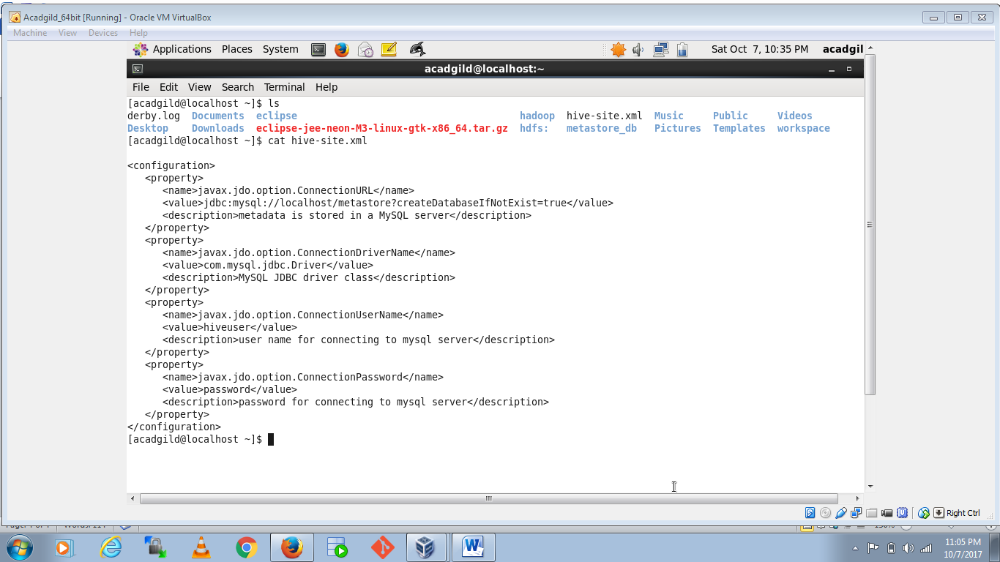 Acadgild_64bit [Running] - Oracle VM VirtualBox
Machine View Devices Help
Applications Places System Sat Oct 7, 10:35 PM acadgil
acadgild@localhost:~
File Edit View Search Terminal Help
[acadgild@localhost ~]$ ls
derby.log Documents eclipse hadoop hive-site.xml Music Public Videos
Desktop Downloads eclipse-jee-neon-M3-linux-gtk-x86_64.tar.gz hdfs: metastore_db Pictures Templates workspace
[acadgild@localhost ~]$ cat hive-site.xml
<configuration>
<property>
<name>javax.jdo.option.ConnectionURL</name>
<value>jdbc:mysql://localhost/metastore?createDatabaseIfNotExist=true</value>
<description>metadata is stored in a MySQL server</description>
</property>
<property>
<name>javax.jdo.option.ConnectionDriverName</name>
<value>com.mysql.jdbc.Driver</value>
<description>MySQL JDBC driver class</description>
</property>
<property>
<name>javax.jdo.option.ConnectionUserName</name>
<value>hiveuser</value>
<description>user name for connecting to mysql server</description>
</property>
<property>
<name>javax.jdo.option.ConnectionPassword</name>
<value>password</value>
<description>password for connecting to mysql server</description>
</property>
</configuration>
[acadgild@localhost ~]$
Right Ctrl
11:05 PM
10/7/2017